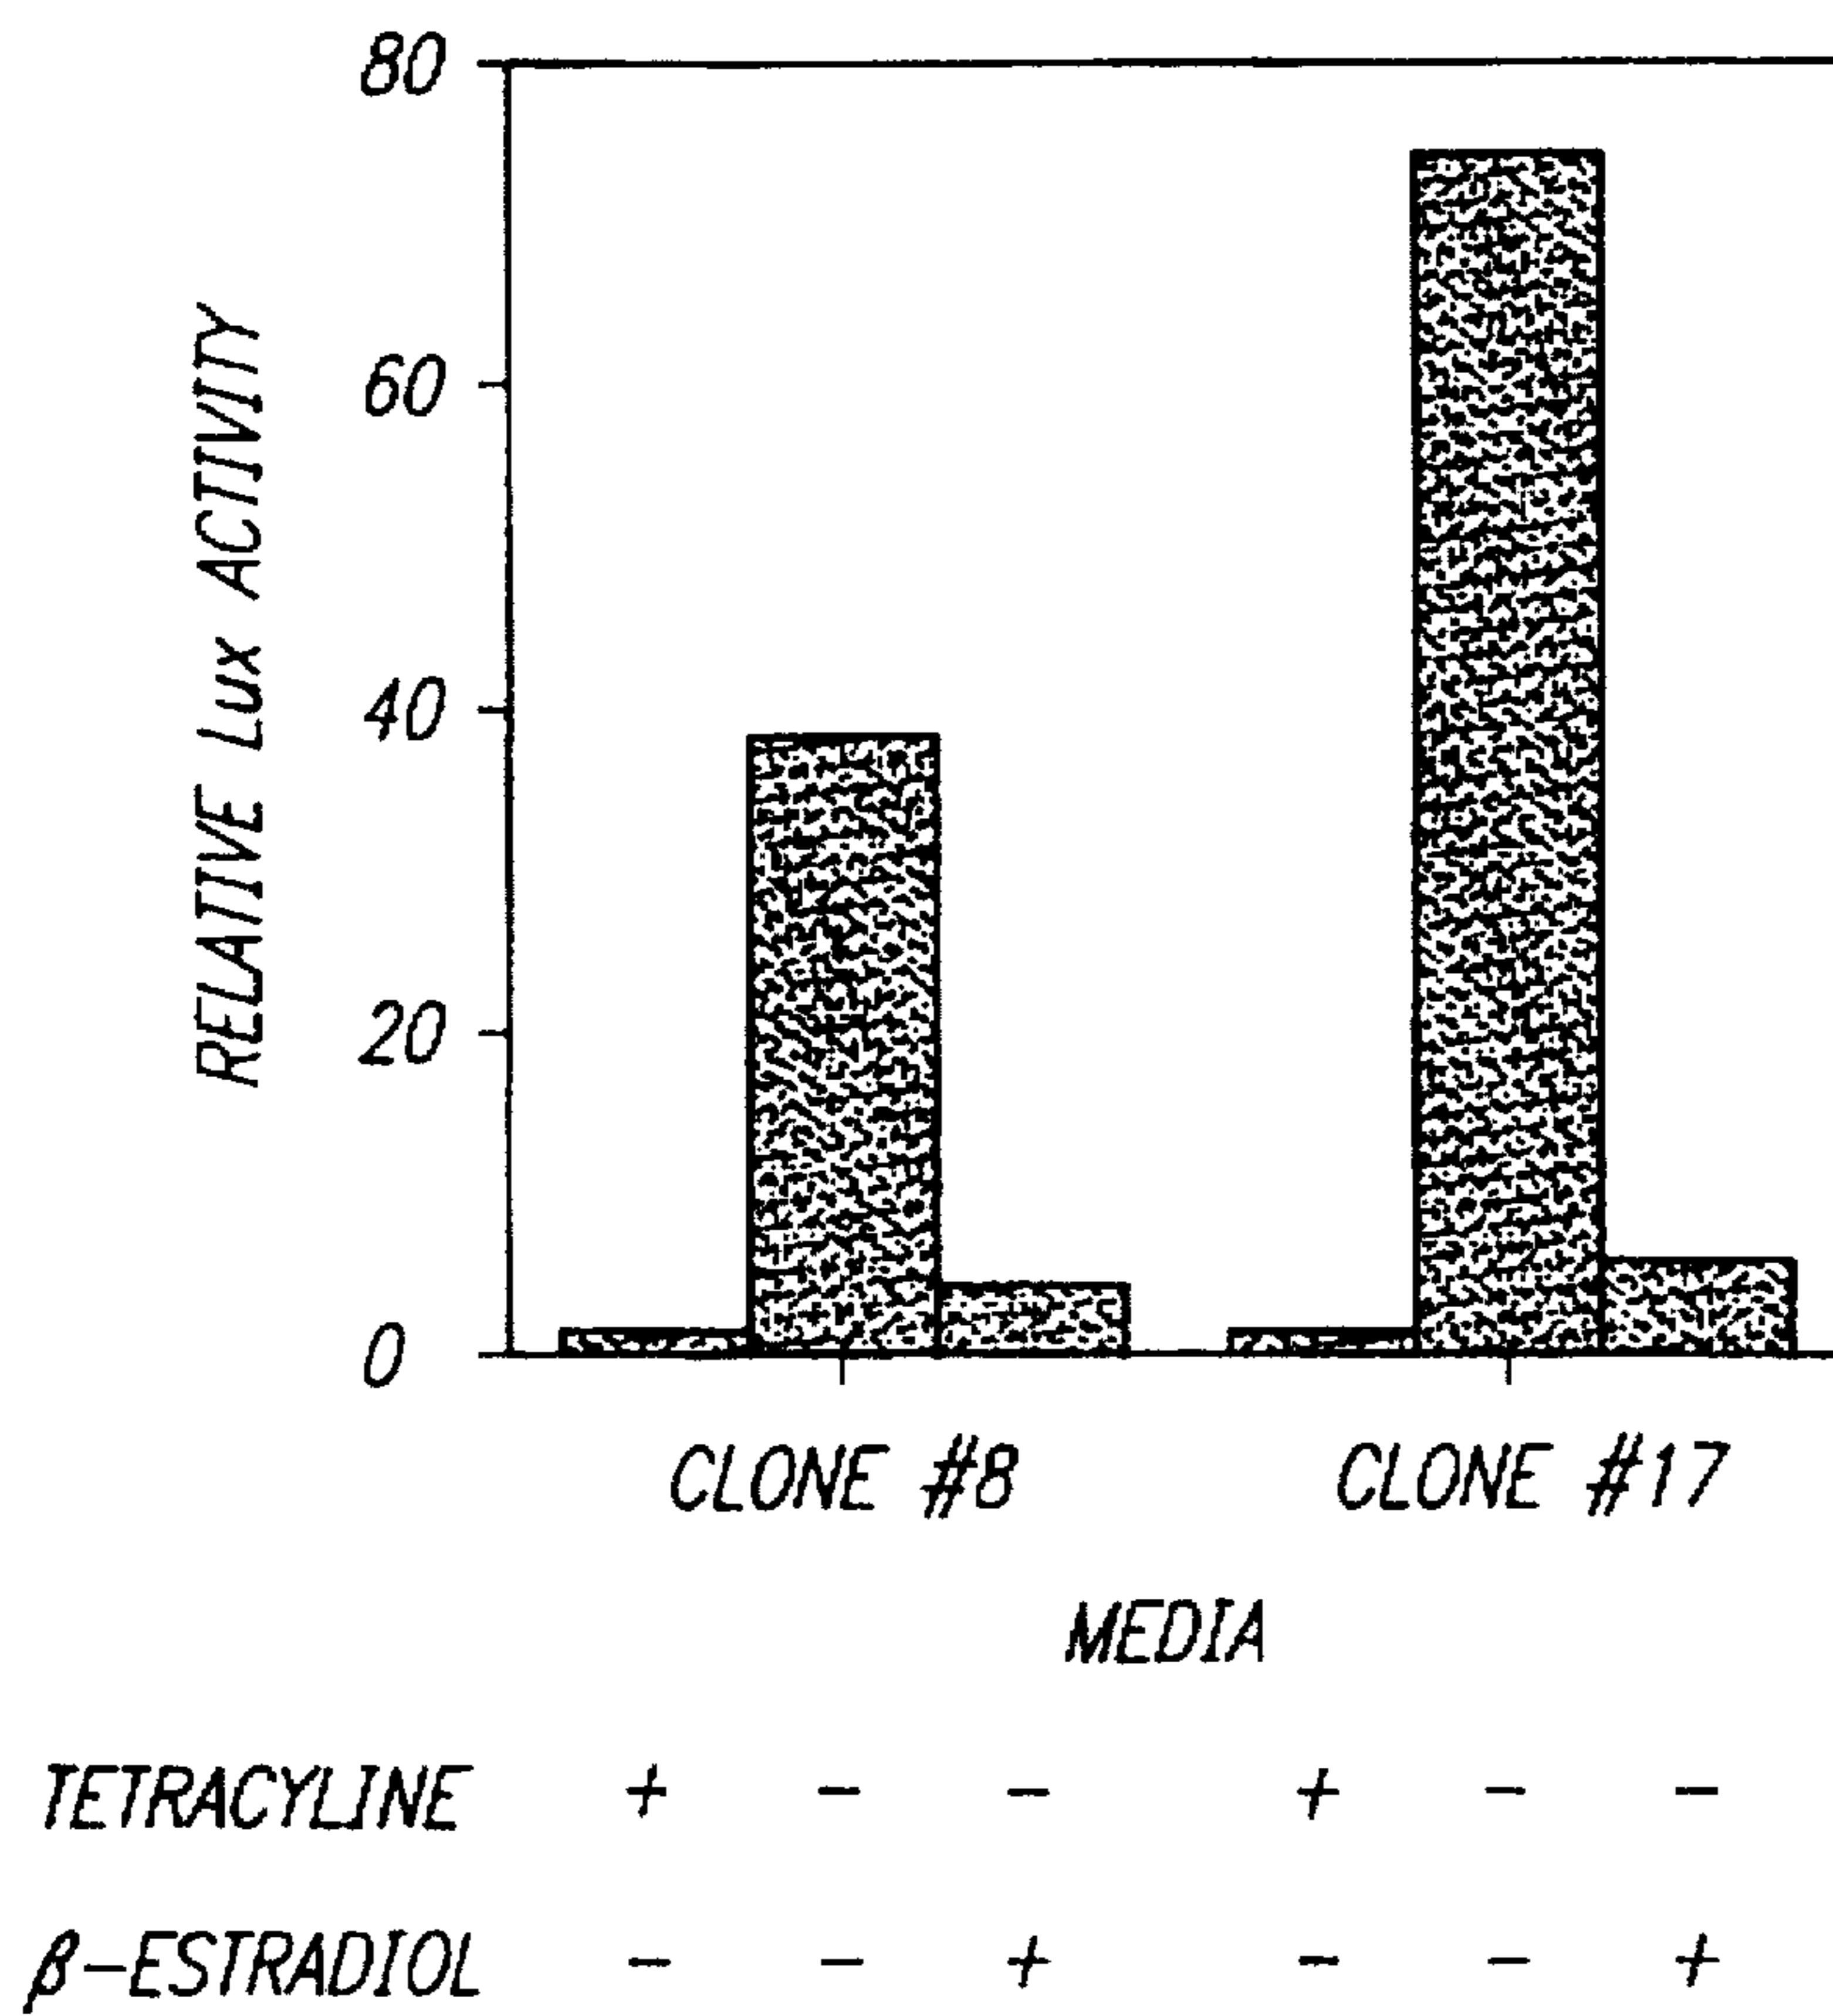 80
60
40
20
0
RELATIVE Lux ACTIVITY
CLONE #8 CLONE #17
MEDIA
TETRACYLINE + - - + - -
β-ESTRADIOL - - + - - +